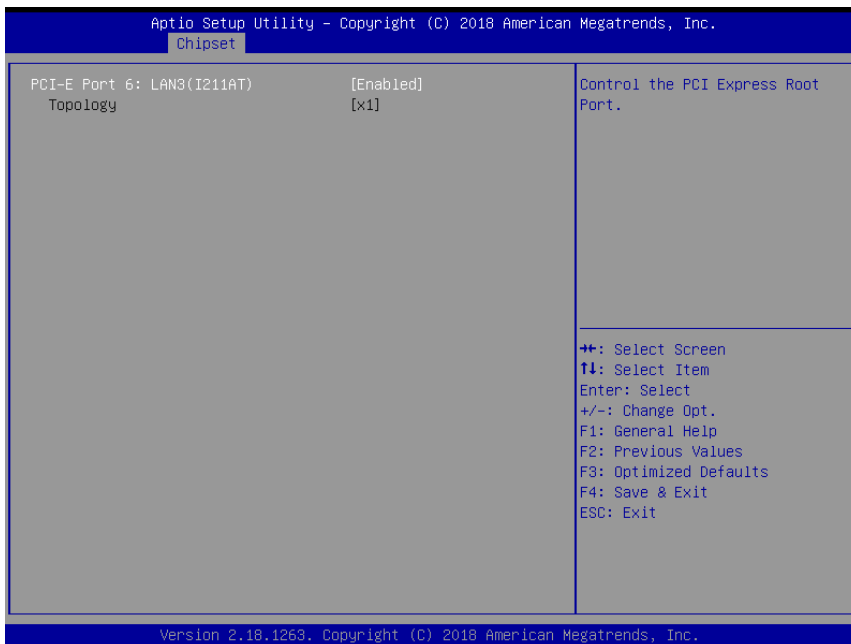 Aptio Setup Utility – Copyright (C) 2018 American Megatrends, Inc.
Chipset
PCI-E Port 6: LAN3(I211AT) [Enabled]
Topology [x1]
Control the PCI Express Root
Port.
→←: Select Screen
↑↓: Select Item
Enter: Select
+/-: Change Opt.
F1: General Help
F2: Previous Values
F3: Optimized Defaults
F4: Save & Exit
ESC: Exit
Version 2.18.1263. Copyright (C) 2018 American Megatrends, Inc.